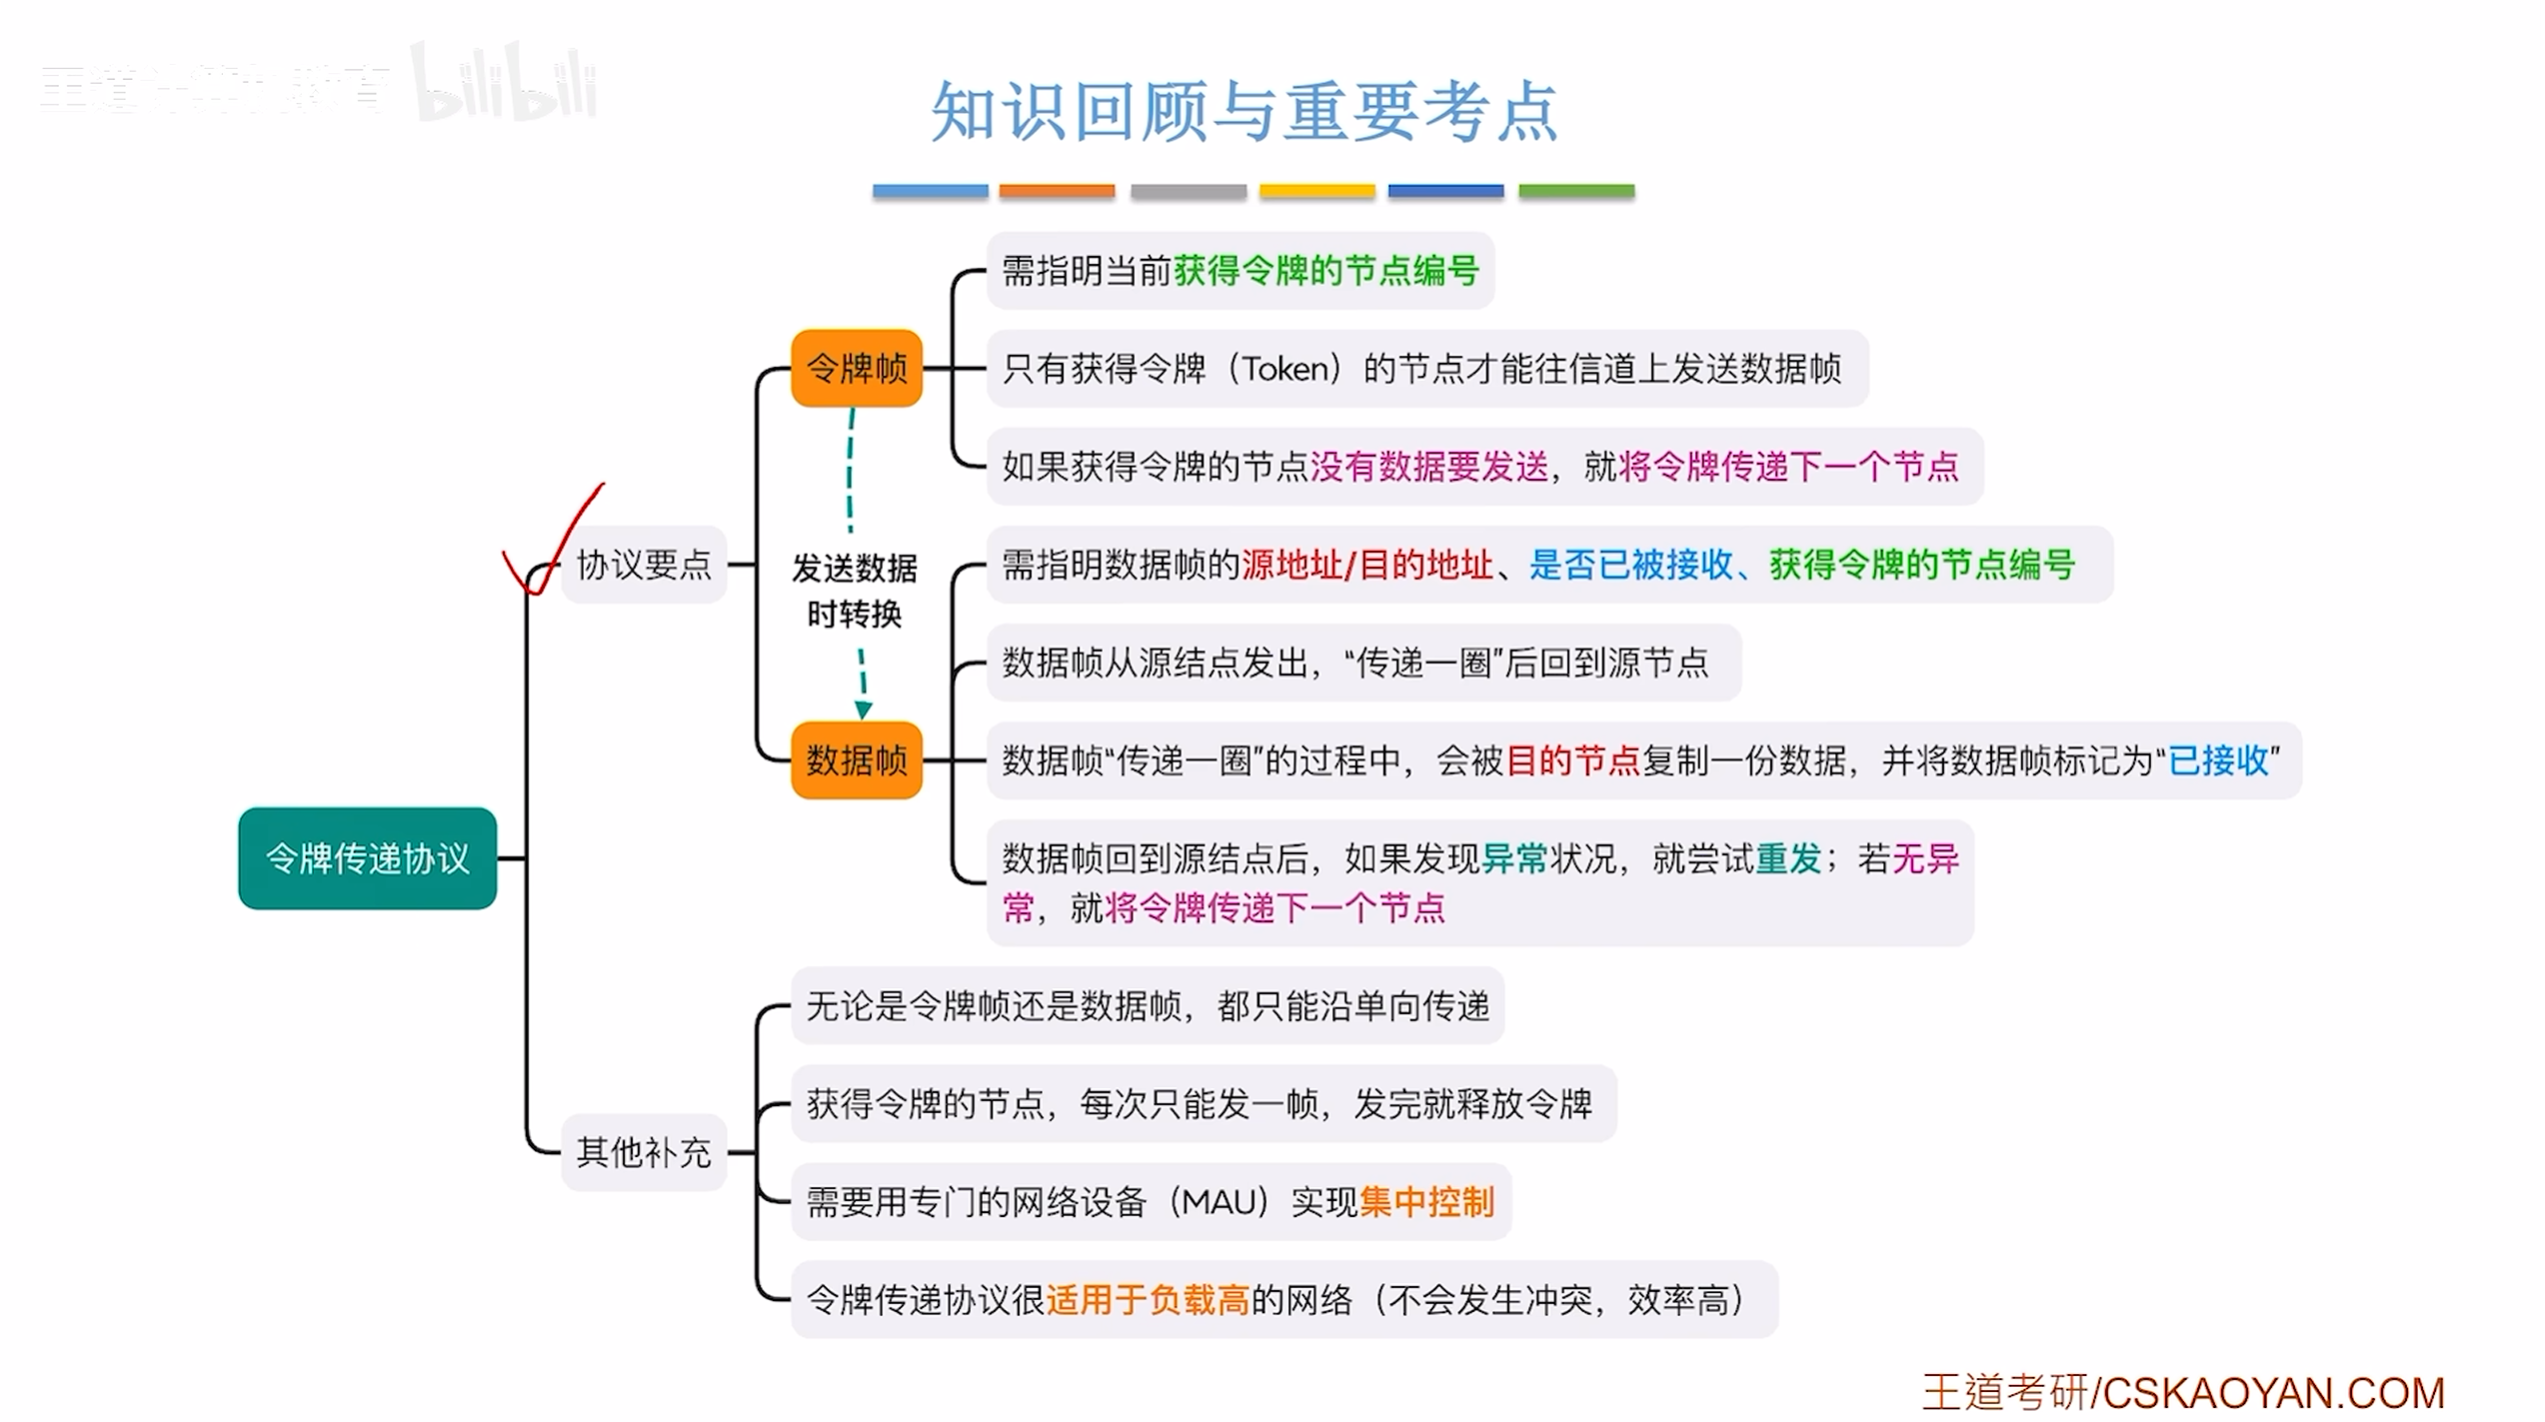 王道计算机教育 bilibili
知识回顾与重要考点
需指明当前获得令牌的节点编号
令牌帧
只有获得令牌（Token）的节点才能往信道上发送数据帧
如果获得令牌的节点没有数据要发送，就将令牌传递下一个节点
协议要点
发送数据
时转换
需指明数据帧的源地址/目的地址、是否已被接收、获得令牌的节点编号
数据帧从源结点发出，“传递一圈”后回到源节点
数据帧
数据帧“传递一圈”的过程中，会被目的节点复制一份数据，并将数据帧标记为“已接收”
数据帧回到源结点后，如果发现异常状况，就尝试重发；若无异
常，就将令牌传递下一个节点
令牌传递协议
无论是令牌帧还是数据帧，都只能沿单向传递
获得令牌的节点，每次只能发一帧，发完就释放令牌
其他补充
需要用专门的网络设备（MAU）实现集中控制
令牌传递协议很适用于负载高的网络（不会发生冲突，效率高）
王道考研/CSKAOYAN.COM